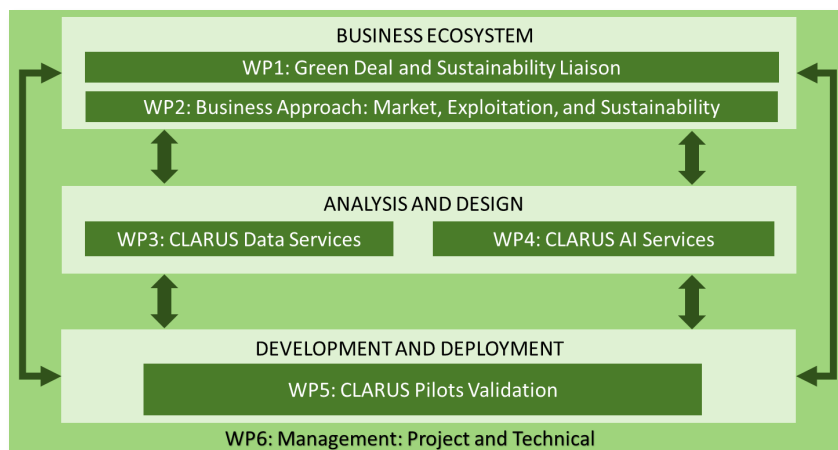 BUSINESS ECOSYSTEM
WP1: Green Deal and Sustainability Liaison
WP2: Business Approach: Market, Exploitation, and Sustainability
ANALYSIS AND DESIGN
WP3: CLARUS Data Services
WP4: CLARUS AI Services
DEVELOPMENT AND DEPLOYMENT
WP5: CLARUS Pilots Validation
WP6: Management: Project and Technical